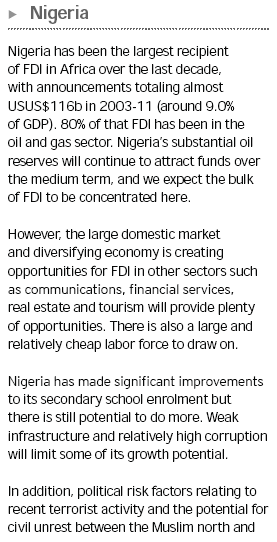 Nigeria
Nigeria has been the largest recipient
of FDI in Africa over the last decade,
with announcements totaling almost
USUS$116b in 2003-11 (around 9.0%
of GDP). 80% of that FDI has been in the
oil and gas sector. Nigeria's substantial oil
reserves will continue to attract funds over
the medium term, and we expect the bulk
of FDI to be concentrated here.
However, the large domestic market
and diversifying economy is creating
opportunities for FDI in other sectors such
as communications, financial services,
real estate and tourism will provide plenty
of opportunities. There is also a large and
relatively cheap labor force to draw on.
Nigeria has made significant improvements
to its secondary school enrolment but
there is still potential to do more. Weak
infrastructure and relatively high corruption
will limit some of its growth potential.
In addition, political risk factors relating to
recent terrorist activity and the potential for
civil unrest between the Muslim north and